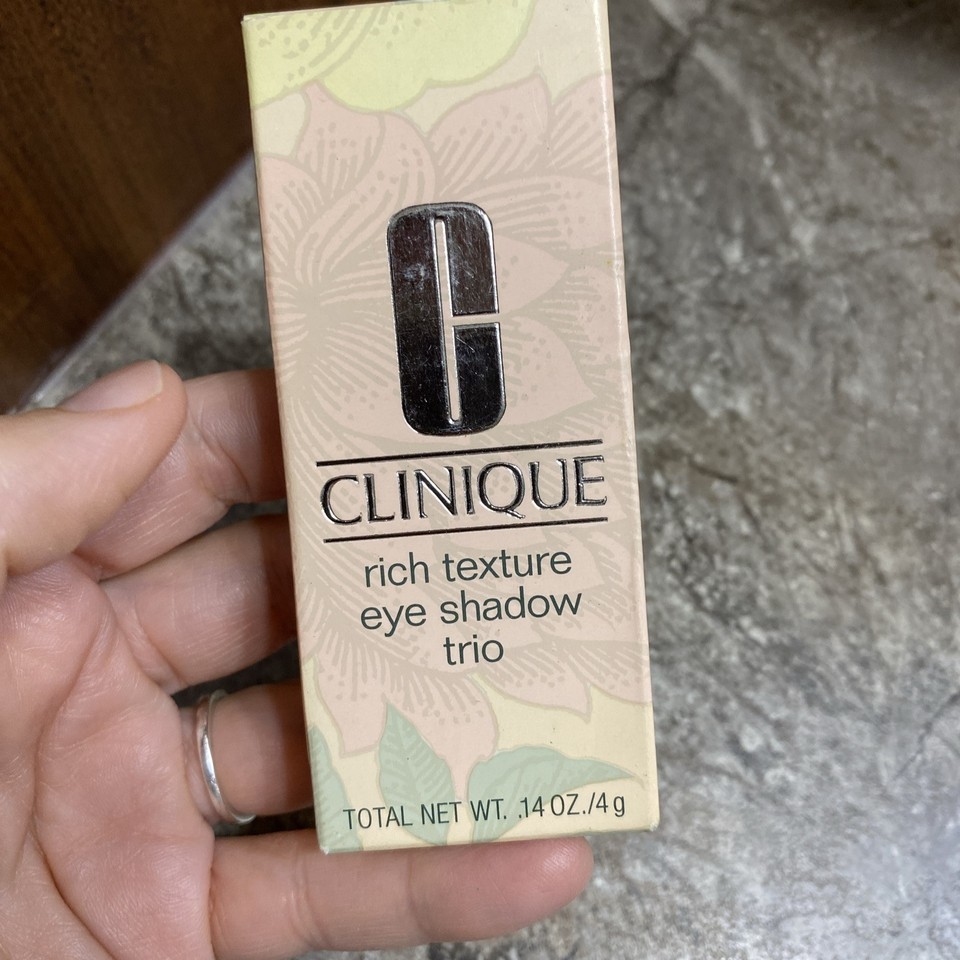 C
CLINIQUE
rich texture
eye shadow
trio
TOTAL NET WT. .14 OZ./4 g